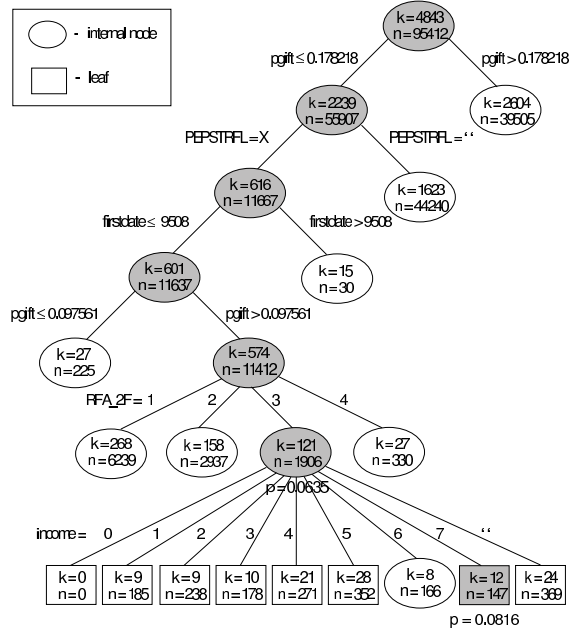 - internal node
- leaf
k=4843
n=95412
pgift ≤ 0.178218
pgift > 0.178218
k=2239
n=55907
k=2604
n=39505
PEPSTRFL = X
PEPSTRFL = ‘ ‘
k=616
n=11667
k=1623
n=44240
firstdate ≤ 9508
firstdate > 9508
k=601
n=11637
k=15
n=30
pgift ≤ 0.097561
pgift > 0.097561
k=27
n=225
k=574
n=11412
RFA_2F = 1 2 3 4
k=268
n=6239
k=158
n=2937
k=121
n=1906
k=27
n=330
p=0.0635
income = 0 1 2 3 4 5 6 7 ‘ ‘
k=0
n=0
k=9
n=185
k=9
n=238
k=10
n=178
k=21
n=271
k=28
n=352
k=8
n=166
k=12
n=147
k=24
n=369
p = 0.0816